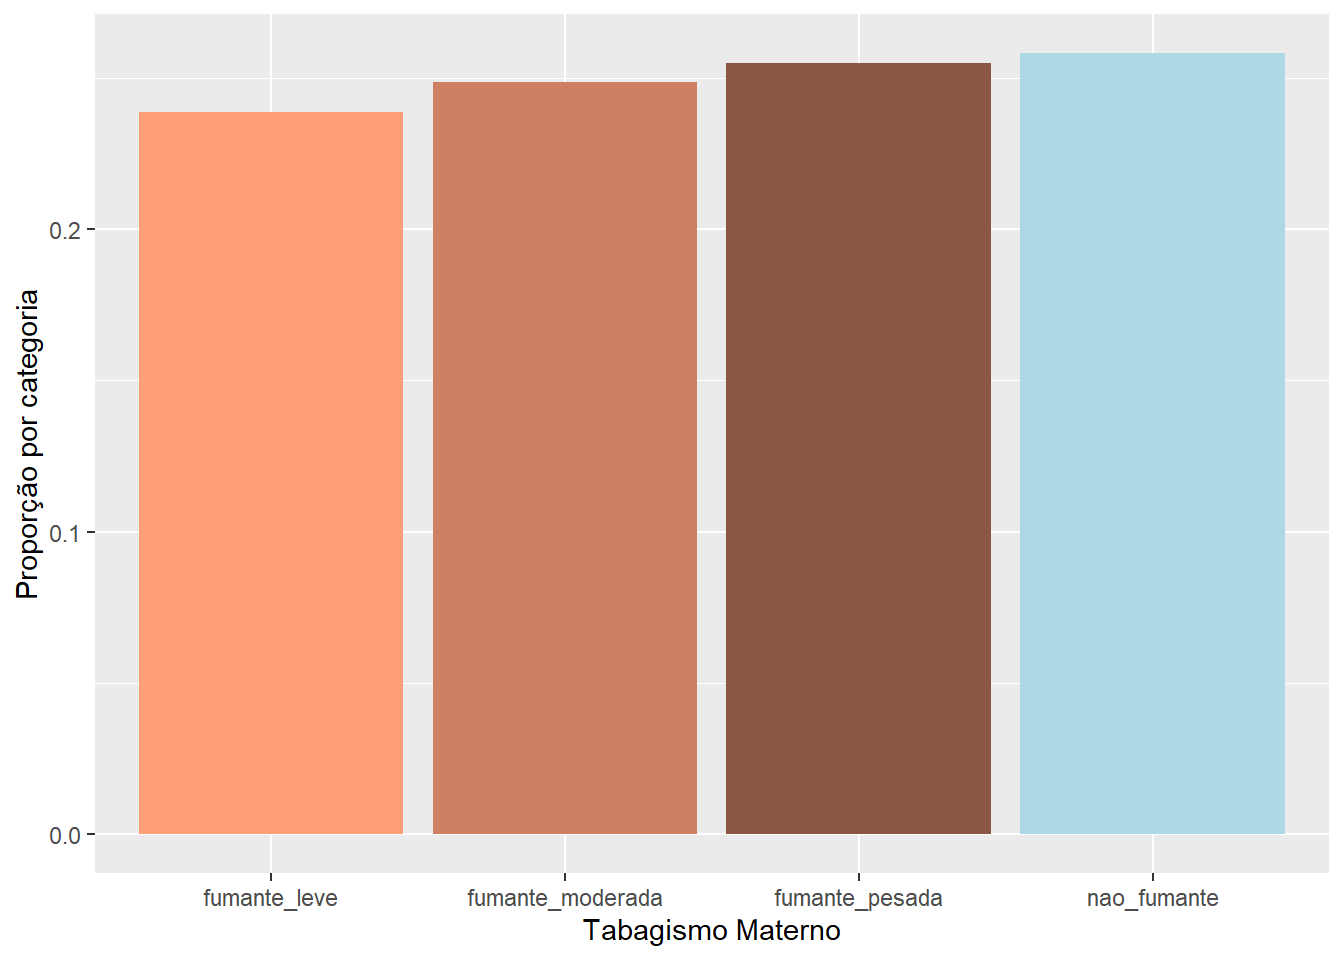 Proporção por categoria
0.2
0.1
0.0
fumante_leve fumante_moderada fumante_pesada nao_fumante
Tabagismo Materno